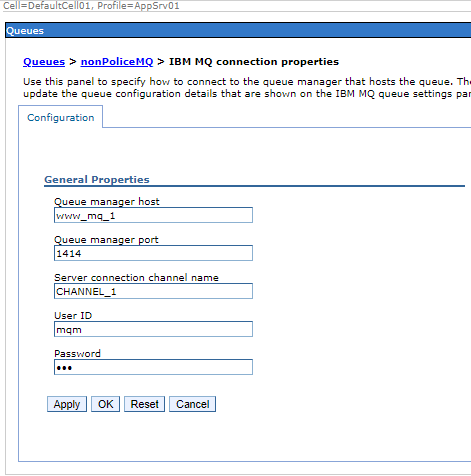 Cell=DefaultCell01, Profile=AppSrv01
Queues
Queues > nonPoliceMQ > IBM MQ connection properties
Use this panel to specify how to connect to the queue manager that hosts the queue. The
update the queue configuration details that are shown on the IBM MQ queue settings pan
Configuration
General Properties
Queue manager host
www_mq_1
Queue manager port
1414
Server connection channel name
CHANNEL_1
User ID
mqm
Password
•••
Apply OK Reset Cancel